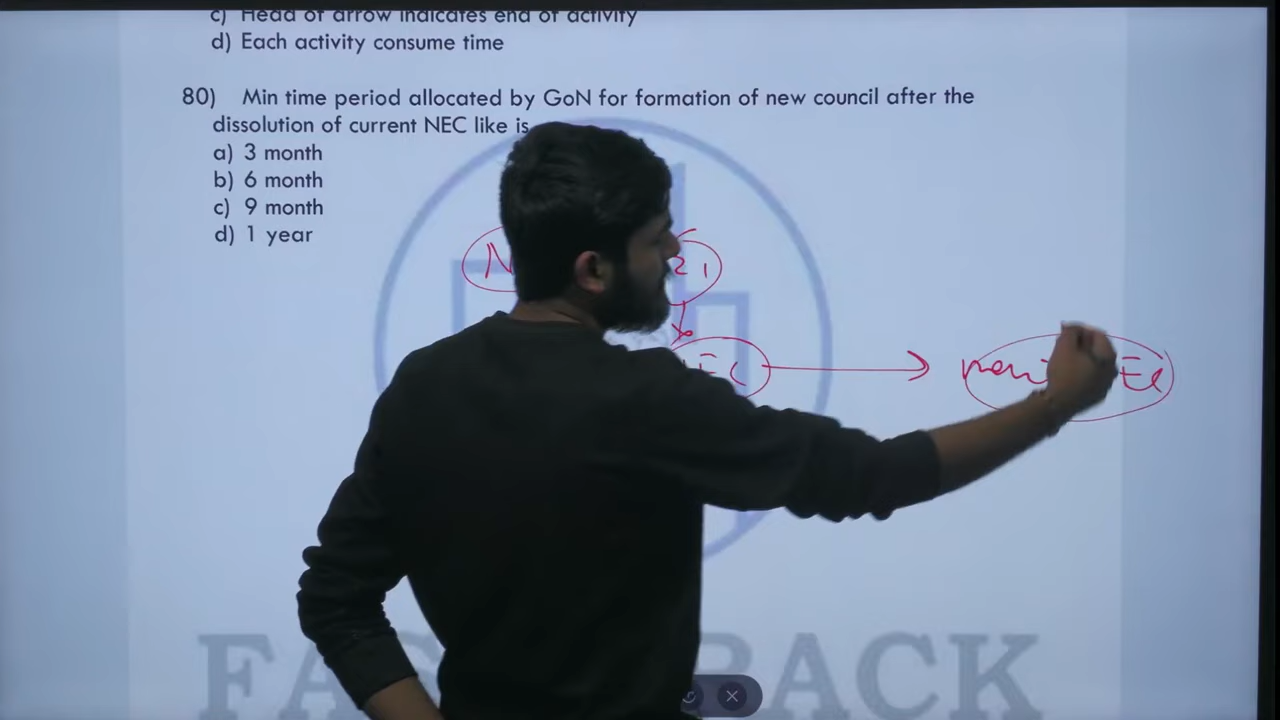 c) Head of arrow indicates end of activity
d) Each activity consume time
80) Min time period allocated by GoN for formation of new council after the
dissolution of current NEC like is
a) 3 month
b) 6 month
c) 9 month
d) 1 year